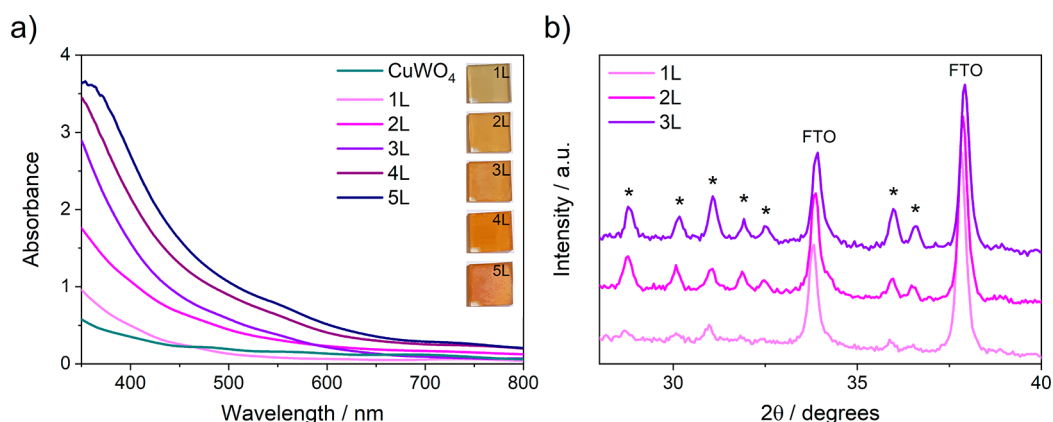 a)
Absorbance
4
3
2
1
0
400
500
600
700
800
Wavelength / nm
CuWO₄
1L
2L
3L
4L
5L
1L
2L
3L
4L
5L
b)
Intensity / a.u.
1L
2L
3L
FTO
FTO
* * * * * * *
30
35
40
2θ / degrees